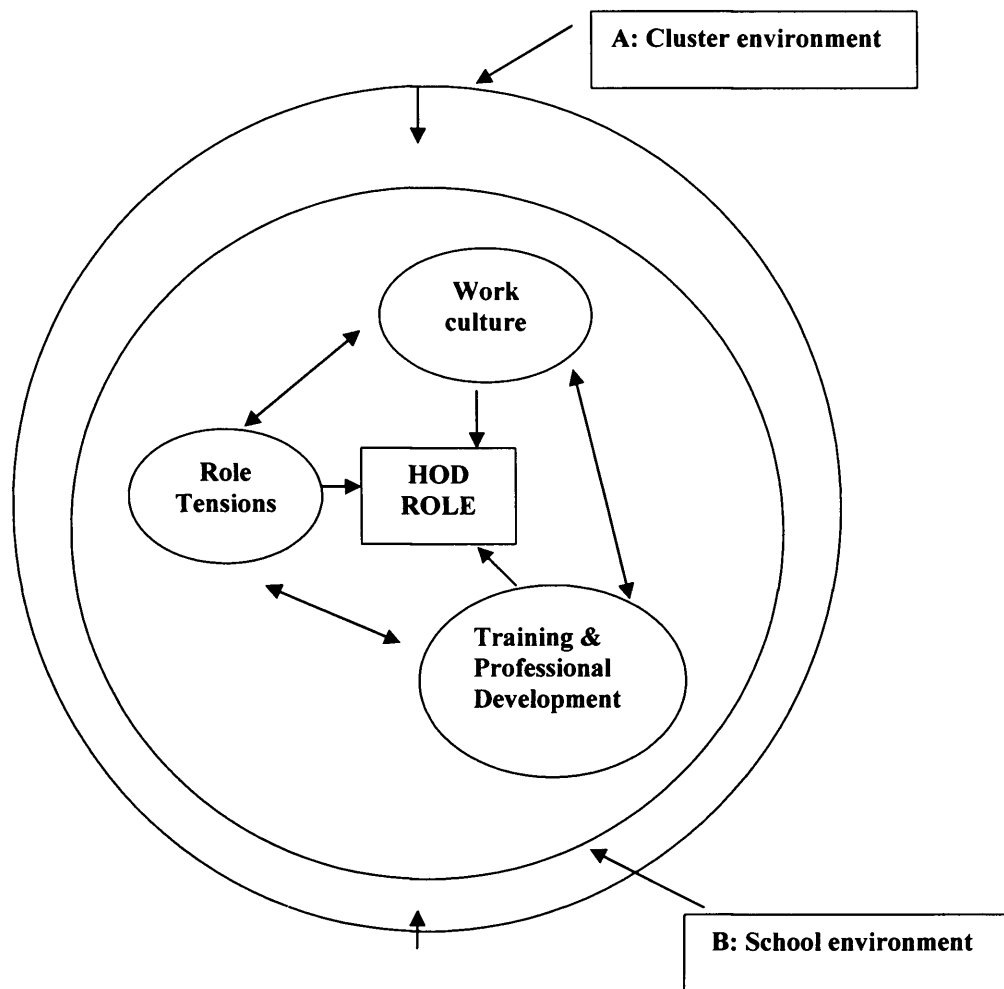 A: Cluster environment
Work
culture
Role
Tensions
HOD
ROLE
Training &
Professional
Development
B: School environment